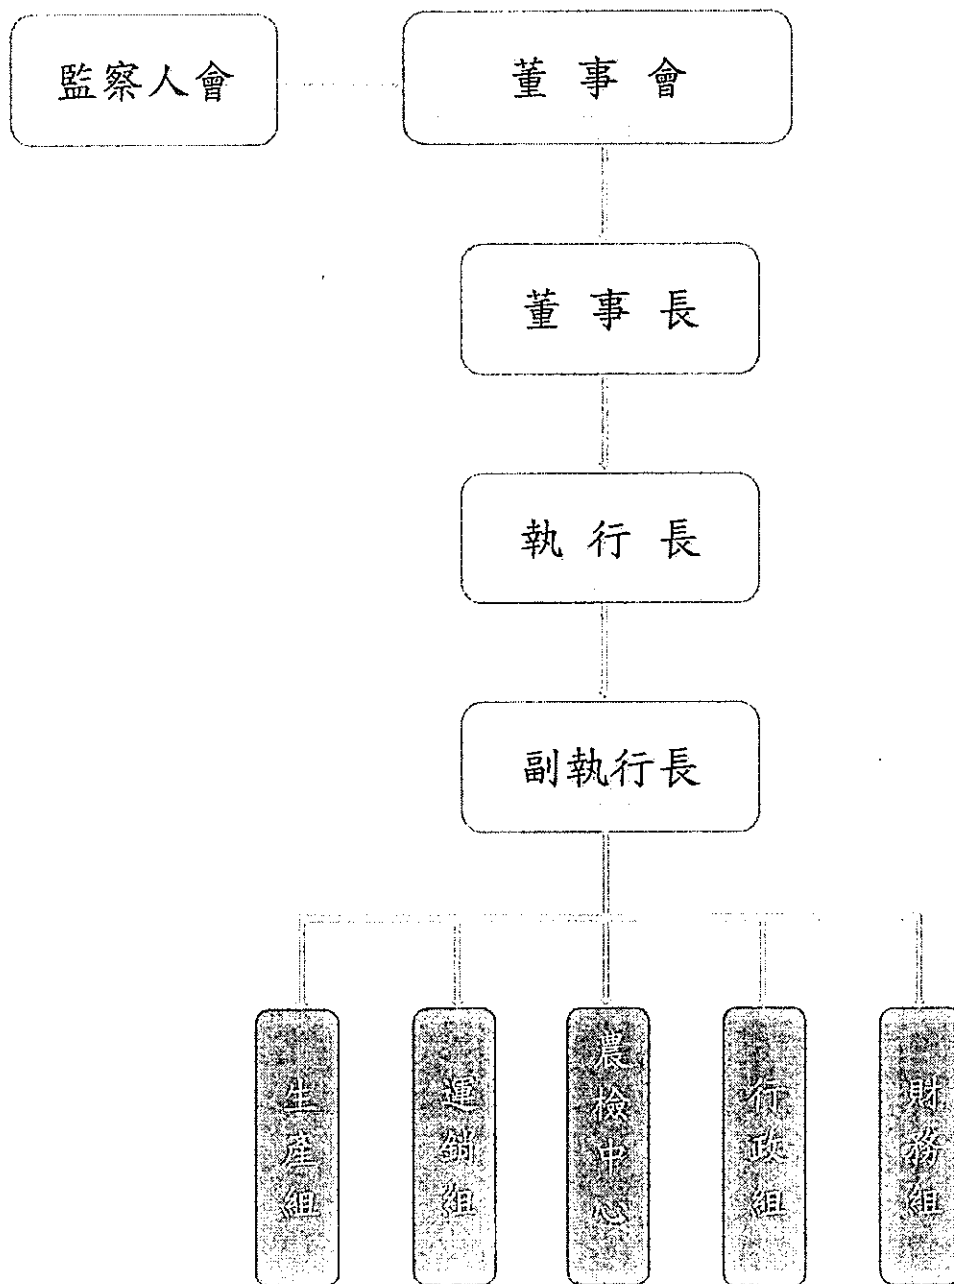 監察人會
董事會
董事長
執行長
副執行長
生產組
運銷組
農檢中心
行政組
財務組